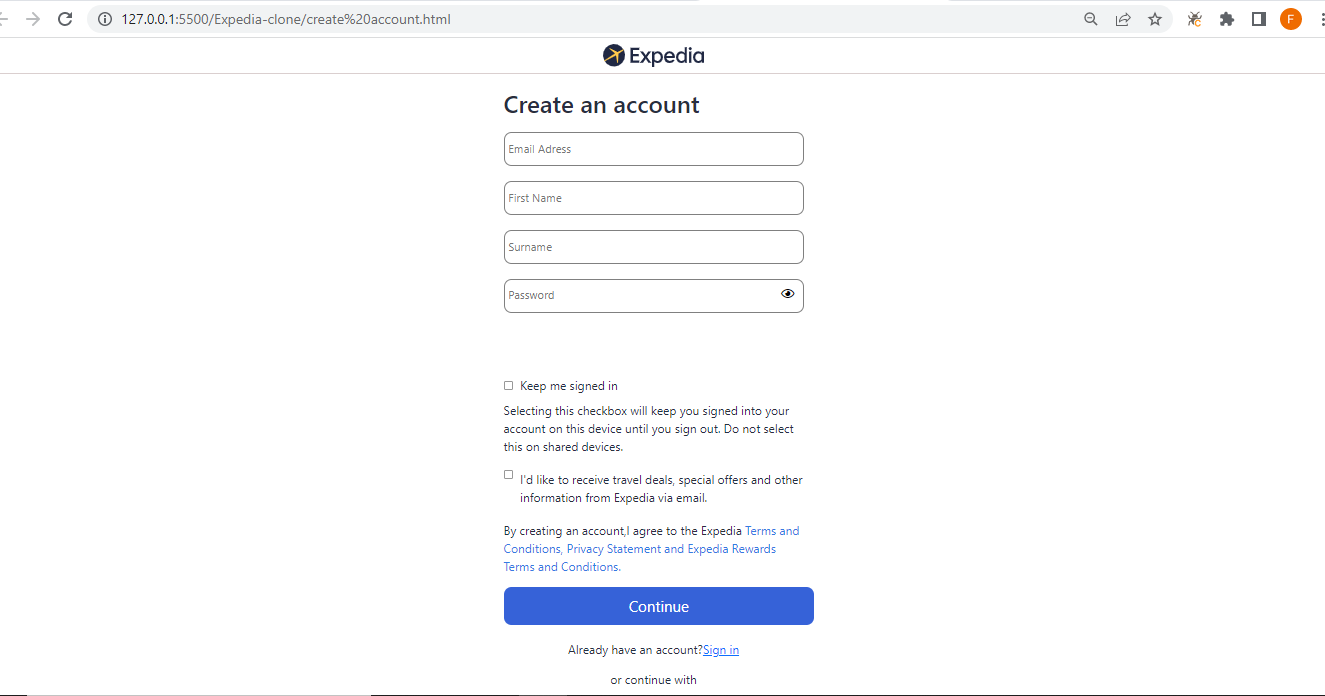 127.0.0.1:5500/Expedia-clone/create%20account.html
F
Expedia
Create an account
Email Adress
First Name
Surname
Password
Keep me signed in
Selecting this checkbox will keep you signed into your
account on this device until you sign out. Do not select
this on shared devices.
I'd like to receive travel deals, special offers and other
information from Expedia via email.
By creating an account,I agree to the Expedia Terms and
Conditions, Privacy Statement and Expedia Rewards
Terms and Conditions.
Continue
Already have an account?Sign in
or continue with